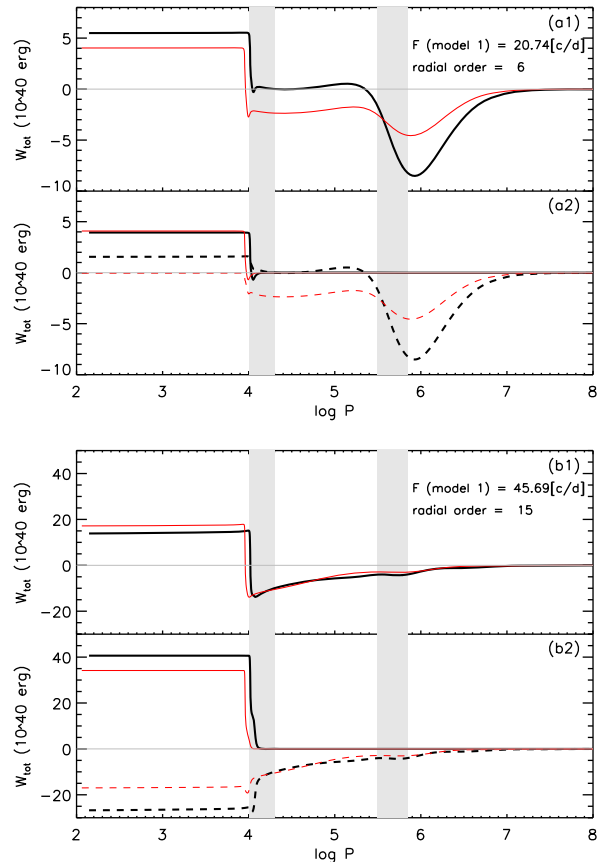 (a1)
F (model 1) = 20.74[c/d]
radial order = 6
W_tot (10^40 erg)
5
0
-5
-10
(a2)
W_tot (10^40 erg)
5
0
-5
-10
2 3 4 5 6 7 8
log P
(b1)
F (model 1) = 45.69[c/d]
radial order = 15
W_tot (10^40 erg)
40
20
0
-20
(b2)
W_tot (10^40 erg)
40
20
0
-20
2 3 4 5 6 7 8
log P